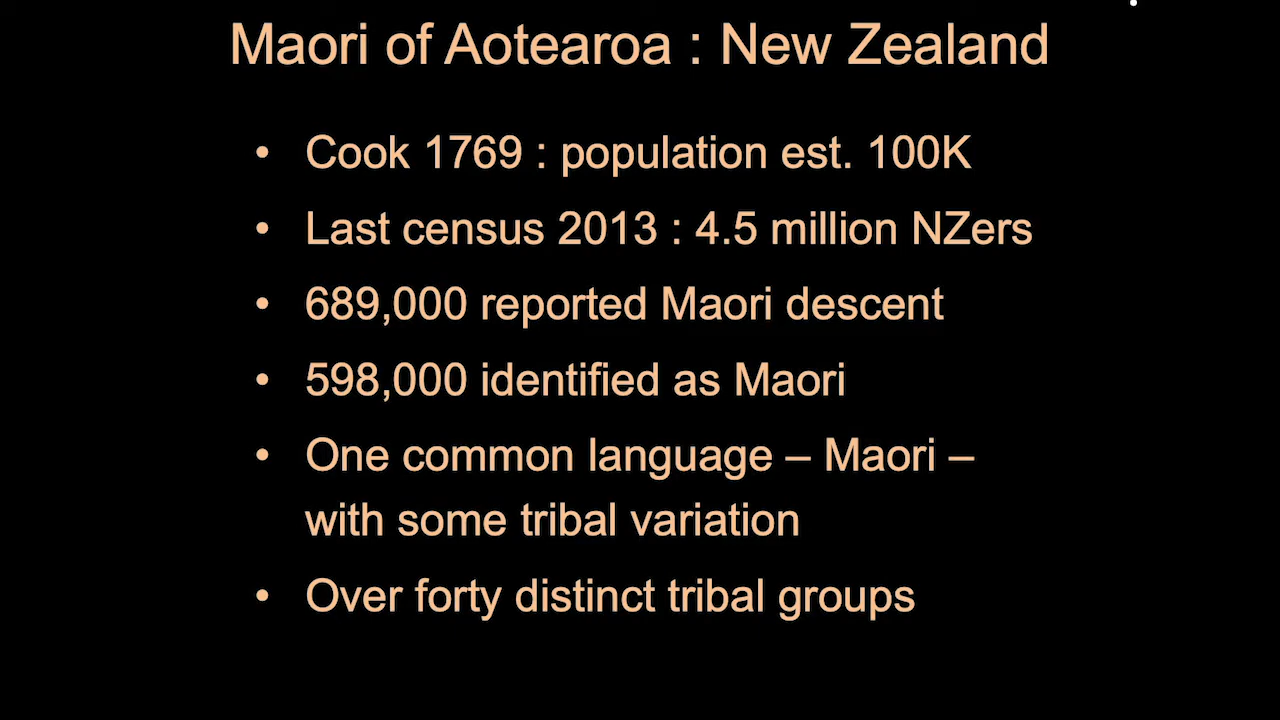 Maori of Aotearoa : New Zealand
• Cook 1769 : population est. 100K
• Last census 2013 : 4.5 million NZers
• 689,000 reported Maori descent
• 598,000 identified as Maori
• One common language – Maori –
with some tribal variation
• Over forty distinct tribal groups